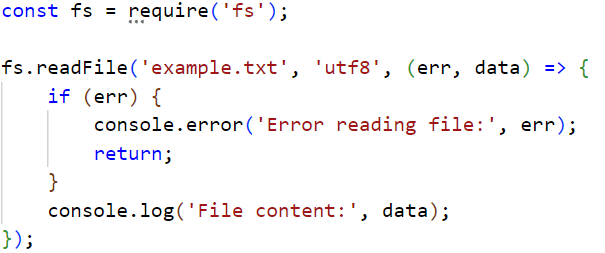 const fs = require('fs');
fs.readFile('example.txt', 'utf8', (err, data) => {
    if (err) {
        console.error('Error reading file:', err);
        return;
    }
    console.log('File content:', data);
});